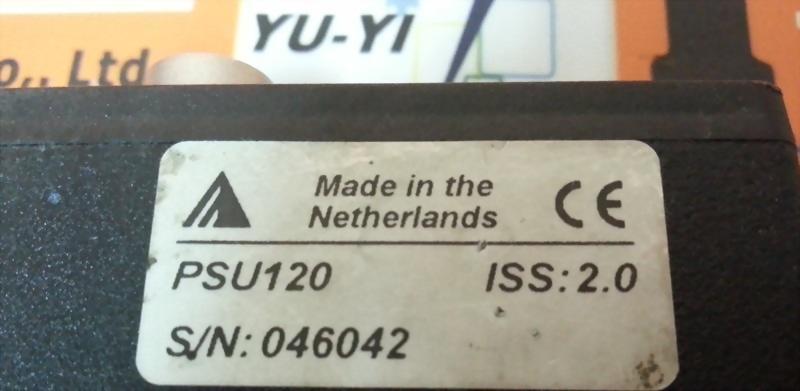 YU-YI
o., Ltd
Made in the
Netherlands
CE
PSU120 ISS: 2.0
S/N: 046042